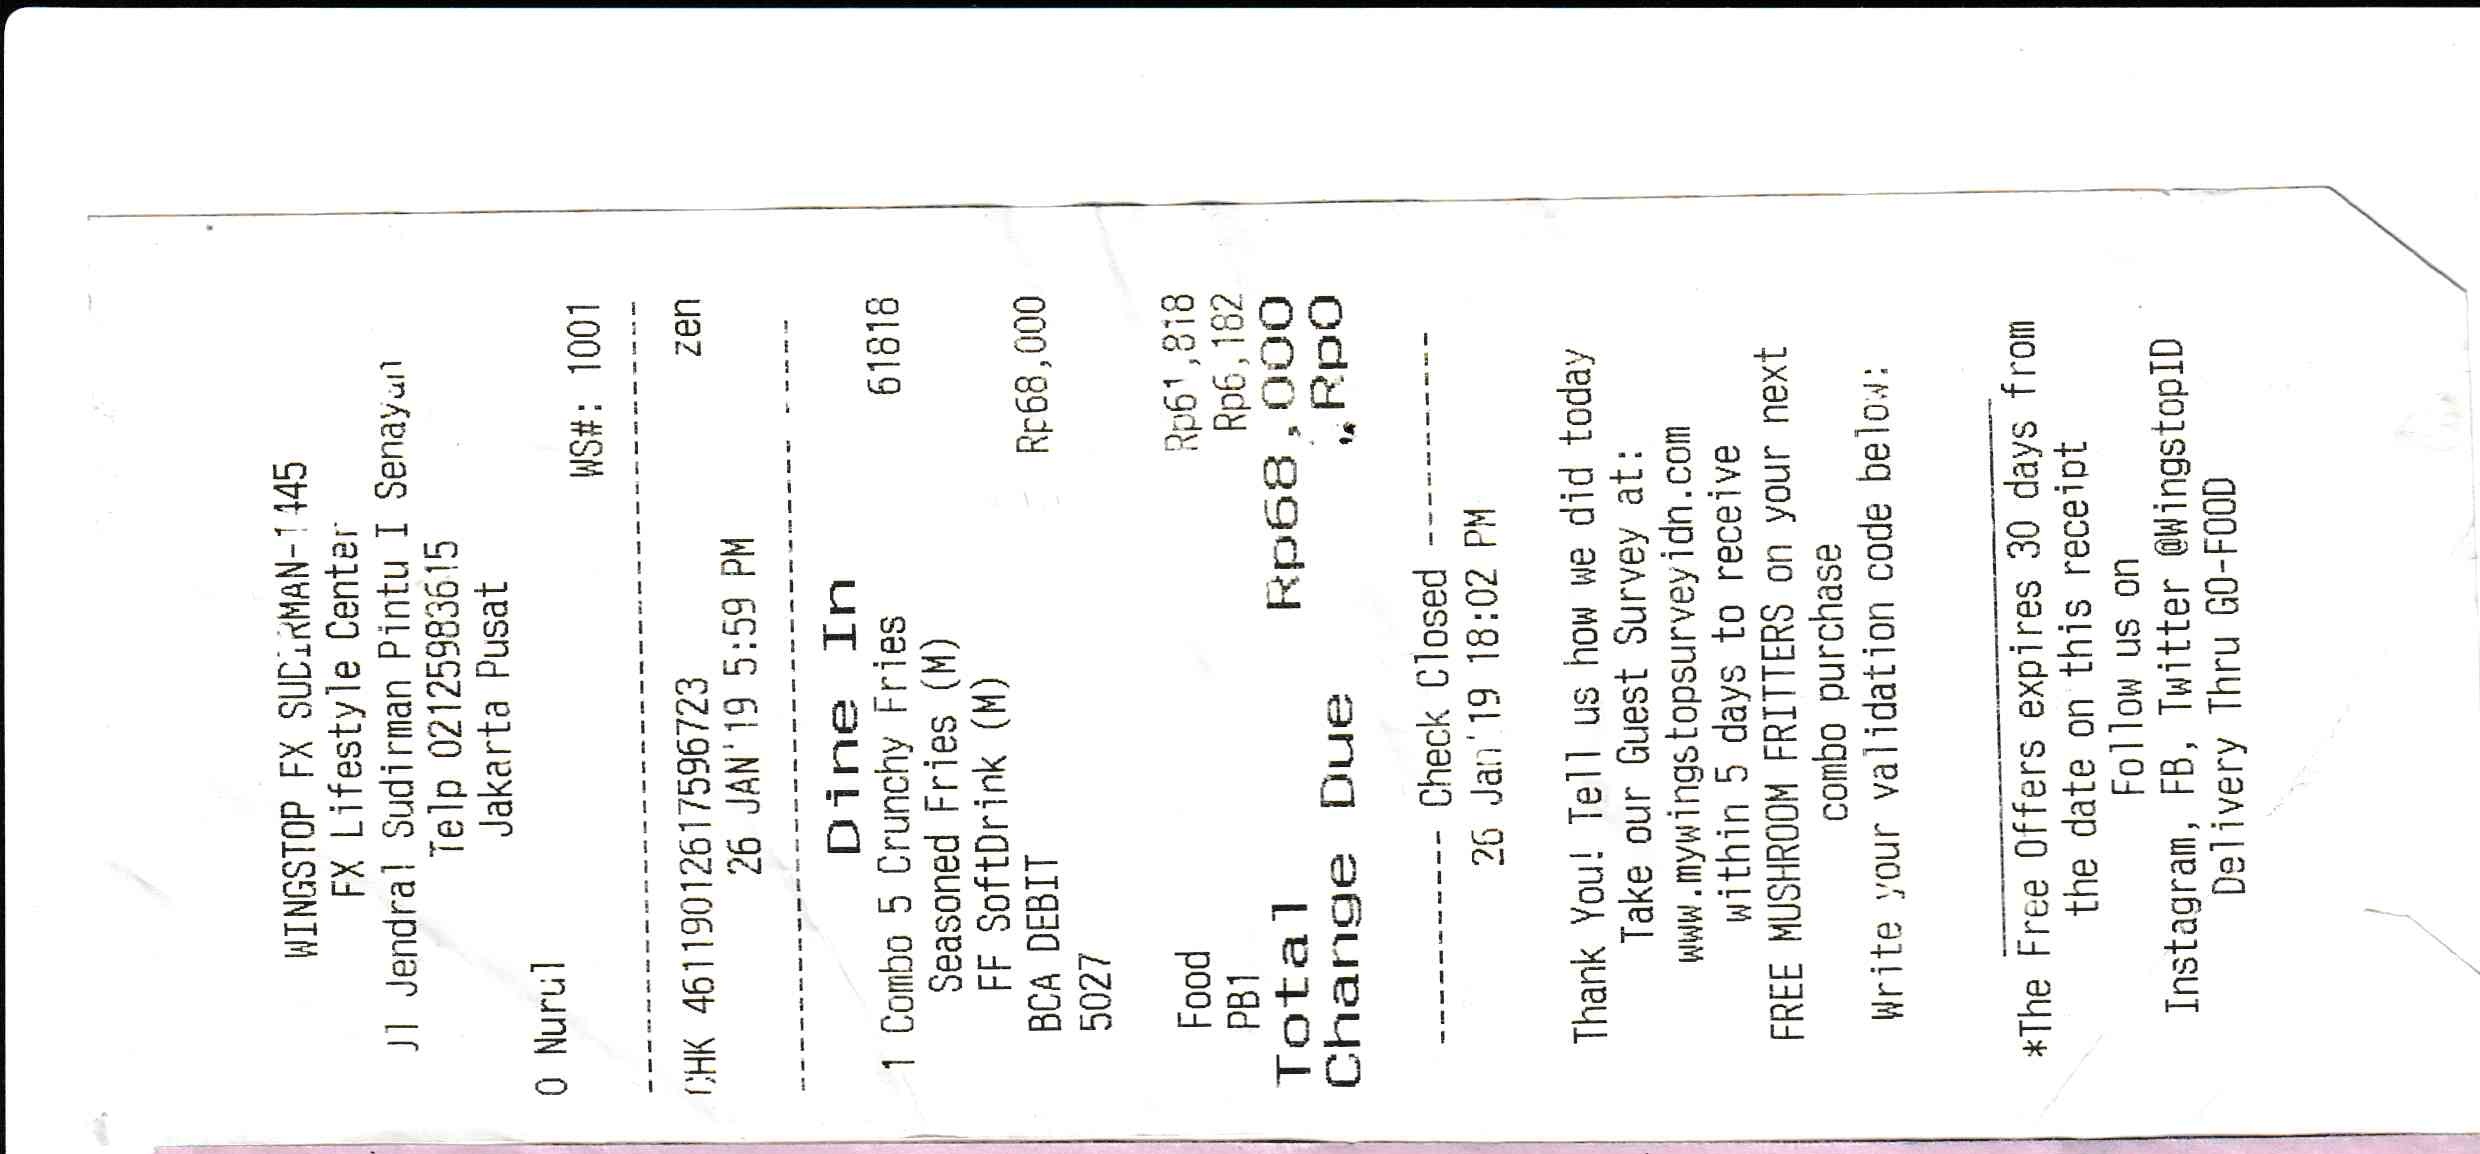 WINGSTOP FX SUDIRMAN-1445
FX Lifestyle Center
Jl Jendral Sudirman Pintu I Senayan
Telp 02125983615
Jakarta Pusat
0 Nurul
WS#: 1001
CHK 46119012617596723 zen
26 JAN'19 5:59 PM
Dine In
1 Combo 5 Crunchy Fries 61818
Seasoned Fries (M)
FF SoftDrink (M)
BCA DEBIT Rp68,000
5027
Food Rp61,818
PB1 Rp6,182
Total Rp68,000
Change Due Rp0
---------- Check Closed ----------
26 Jan'19 18:02 PM
Thank You! Tell us how we did today
Take our Guest Survey at:
www.mywingstopsurveyidn.com
within 5 days to receive
FREE MUSHROOM FRITTERS on your next
combo purchase
Write your validation code below:
*The Free Offers expires 30 days from
the date on this receipt
Follow us on
Instagram, FB, Twitter @WingstopID
Delivery Thru GO-FOOD